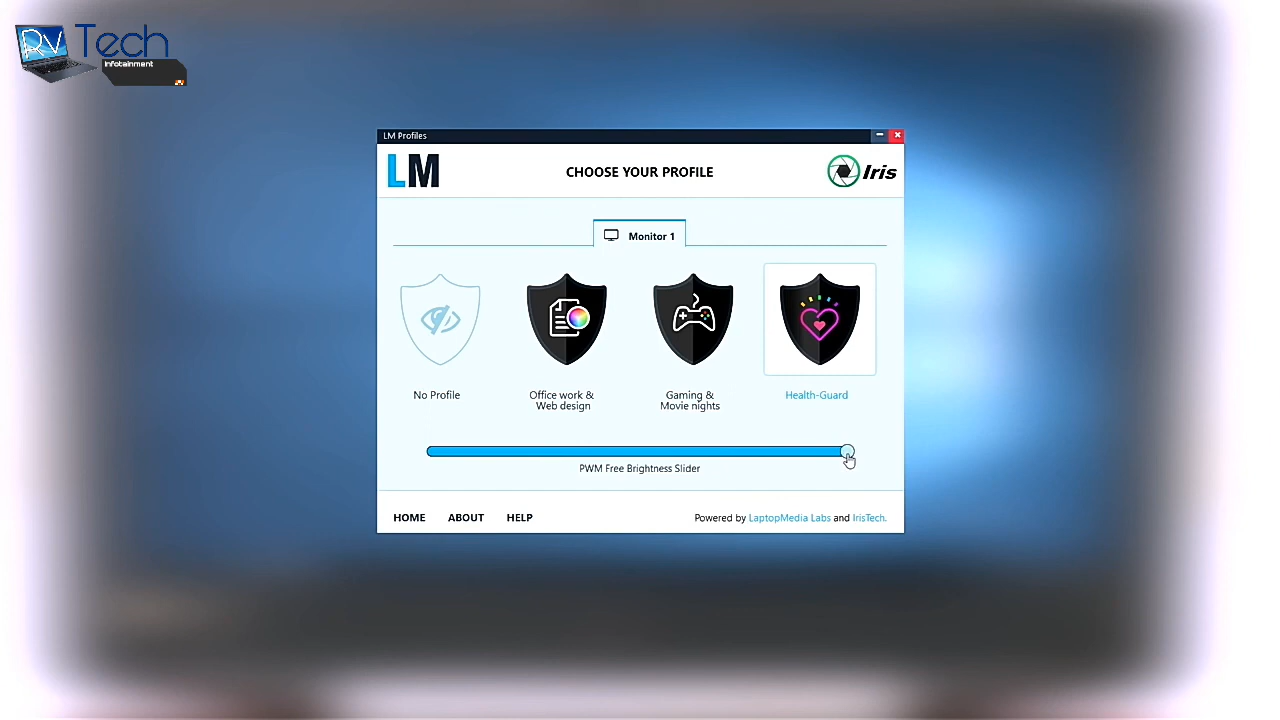 RV Tech
Infotainment
LM Profiles
LM
CHOOSE YOUR PROFILE
Iris
Monitor 1
No Profile
Office work &
Web design
Gaming &
Movie nights
Health-Guard
PWM Free Brightness Slider
HOME
ABOUT
HELP
Powered by LaptopMedia Labs and IrisTech.